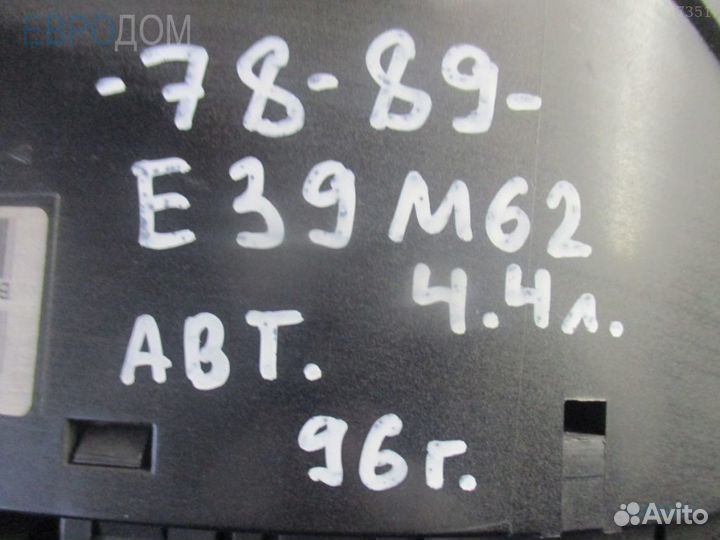 ЕВРОДОМ
-78-89-
E39 M62
4.4л.
АВТ.
96г.
Avito